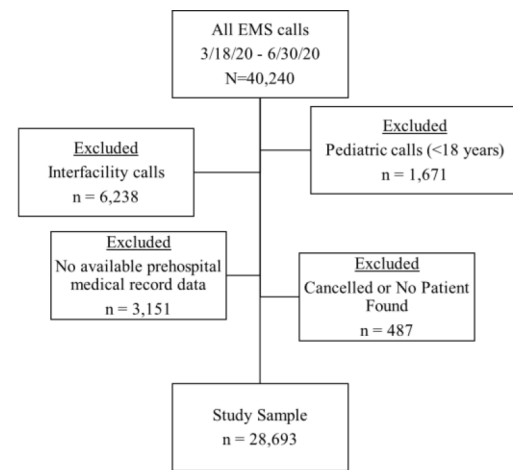 All EMS calls
3/18/20 - 6/30/20
N=40,240
Excluded
Pediatric calls (<18 years)
n = 1,671
Excluded
Interfacility calls
n = 6,238
Excluded
No available prehospital
medical record data
n = 3,151
Excluded
Cancelled or No Patient
Found
n = 487
Study Sample
n = 28,693